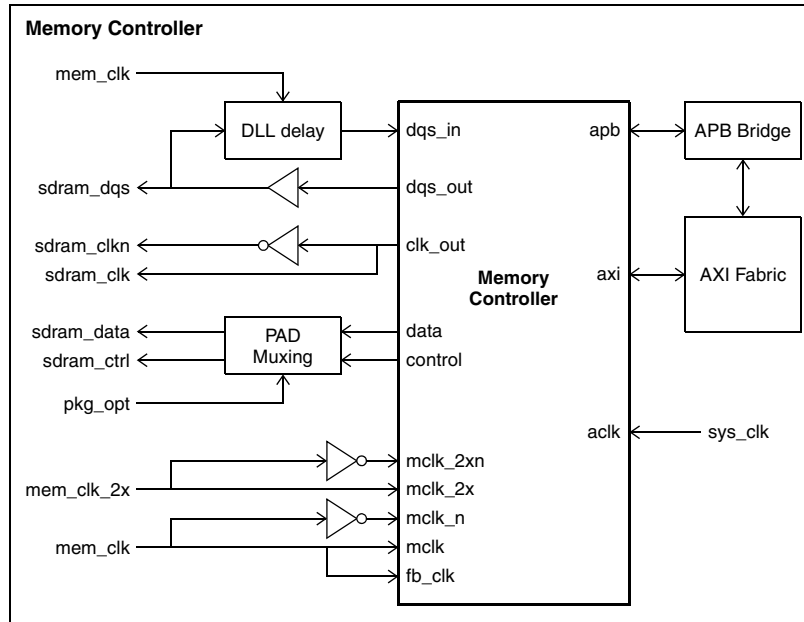 Memory Controller
mem_clk
DLL delay
dqs_in
apb
APB Bridge
sdram_dqs
dqs_out
sdram_clkn
clk_out
sdram_clk
Memory
Controller
axi
AXI Fabric
sdram_data
PAD
Muxing
data
sdram_ctrl
control
pkg_opt
aclk
sys_clk
mclk_2xn
mem_clk_2x
mclk_2x
mclk_n
mem_clk
mclk
fb_clk